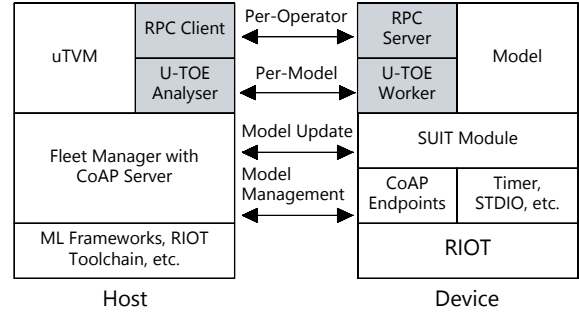 uTVM
RPC Client
U-TOE
Analyser
Fleet Manager with
CoAP Server
ML Frameworks, RIOT
Toolchain, etc.
Host
Per-Operator
Per-Model
Model Update
Model
Management
RPC
Server
Model
U-TOE
Worker
SUIT Module
CoAP
Endpoints
Timer,
STDIO, etc.
RIOT
Device